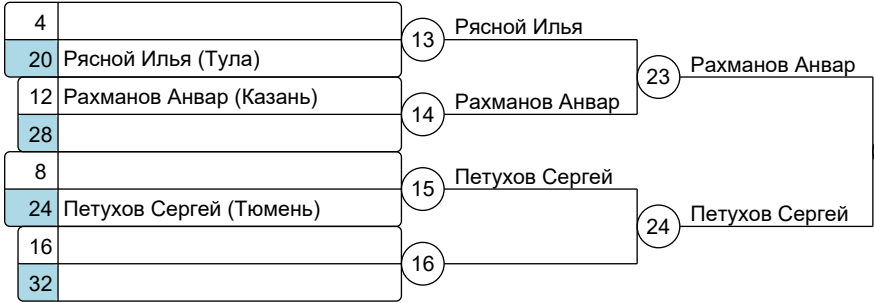 4
20 Рясной Илья (Тула)
12 Рахманов Анвар (Казань)
28
8
24 Петухов Сергей (Тюмень)
16
32
13
Рясной Илья
14
Рахманов Анвар
15
Петухов Сергей
16
23
Рахманов Анвар
24
Петухов Сергей